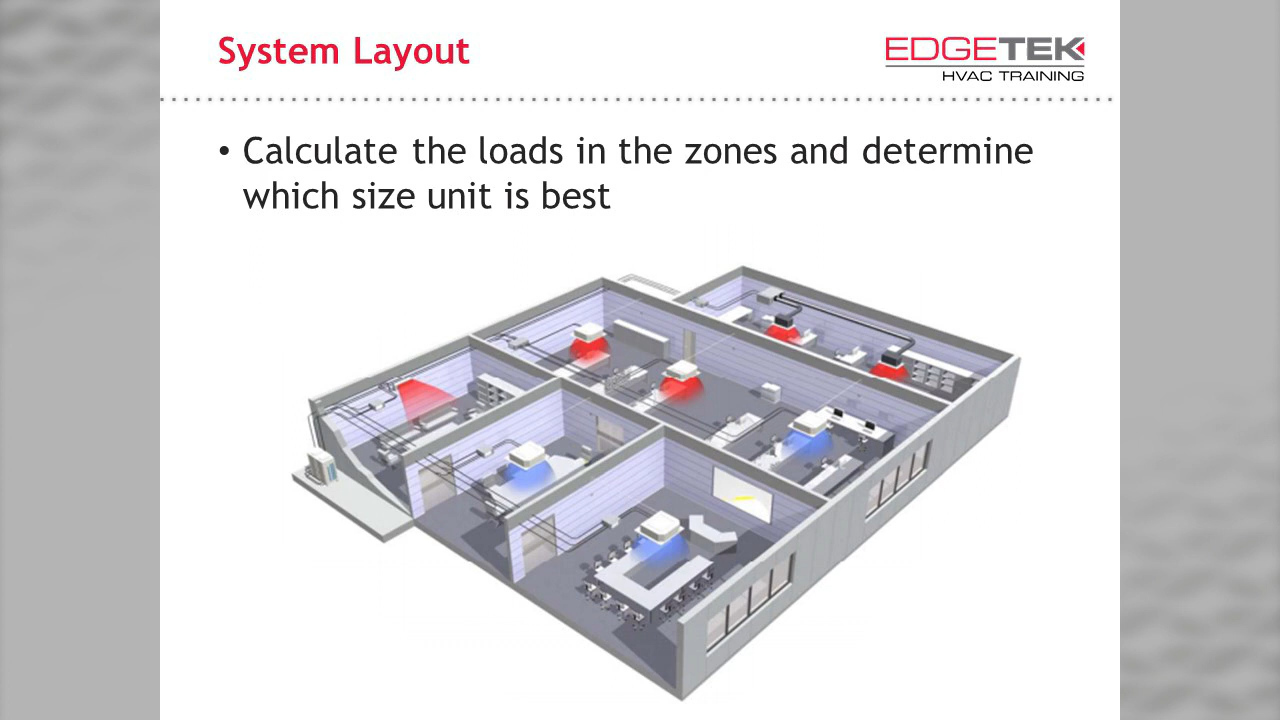 System Layout
EDGETEK
HVAC TRAINING
• Calculate the loads in the zones and determine
which size unit is best